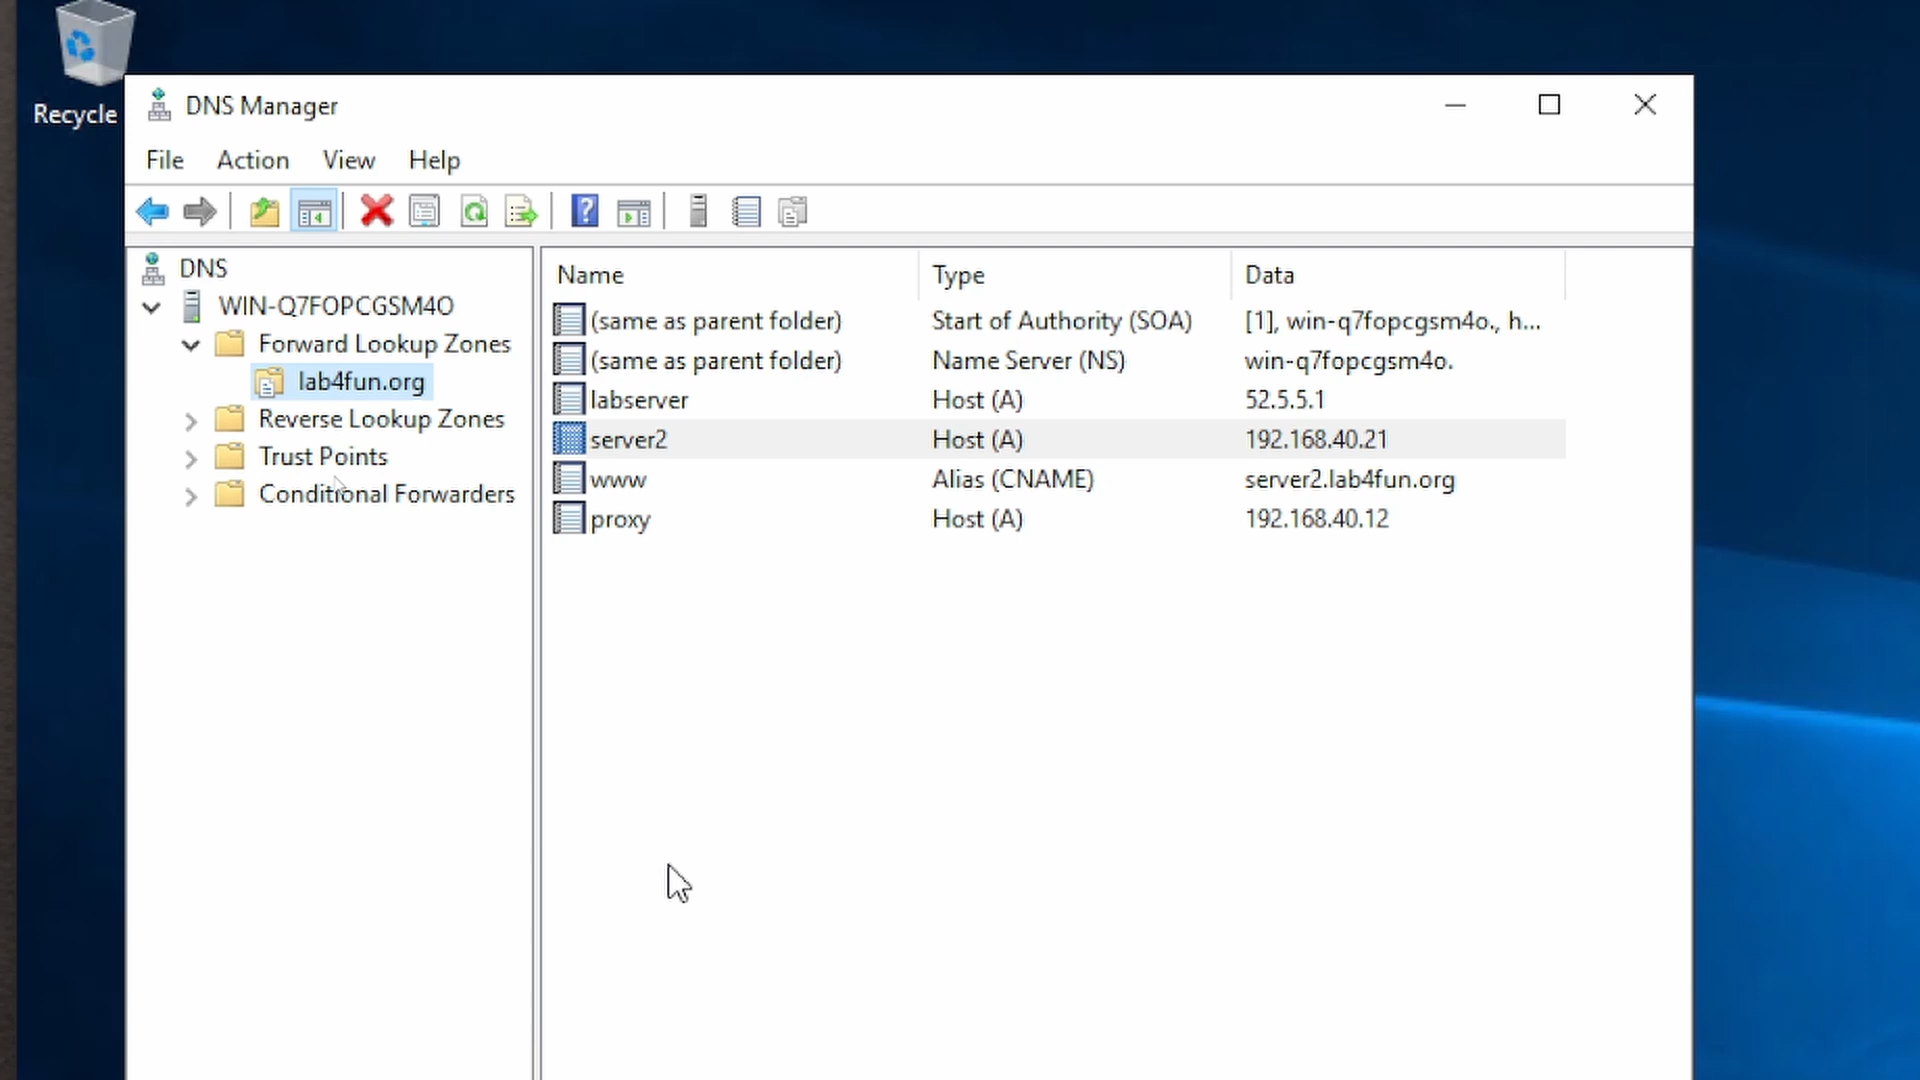 Recycle
DNS Manager
File Action View Help
DNS
WIN-Q7FOPCGSM4O
Forward Lookup Zones
lab4fun.org
Reverse Lookup Zones
Trust Points
Conditional Forwarders
Name Type Data
(same as parent folder) Start of Authority (SOA) [1], win-q7fopcgsm4o., h...
(same as parent folder) Name Server (NS) win-q7fopcgsm4o.
labserver Host (A) 52.5.5.1
server2 Host (A) 192.168.40.21
www Alias (CNAME) server2.lab4fun.org
proxy Host (A) 192.168.40.12